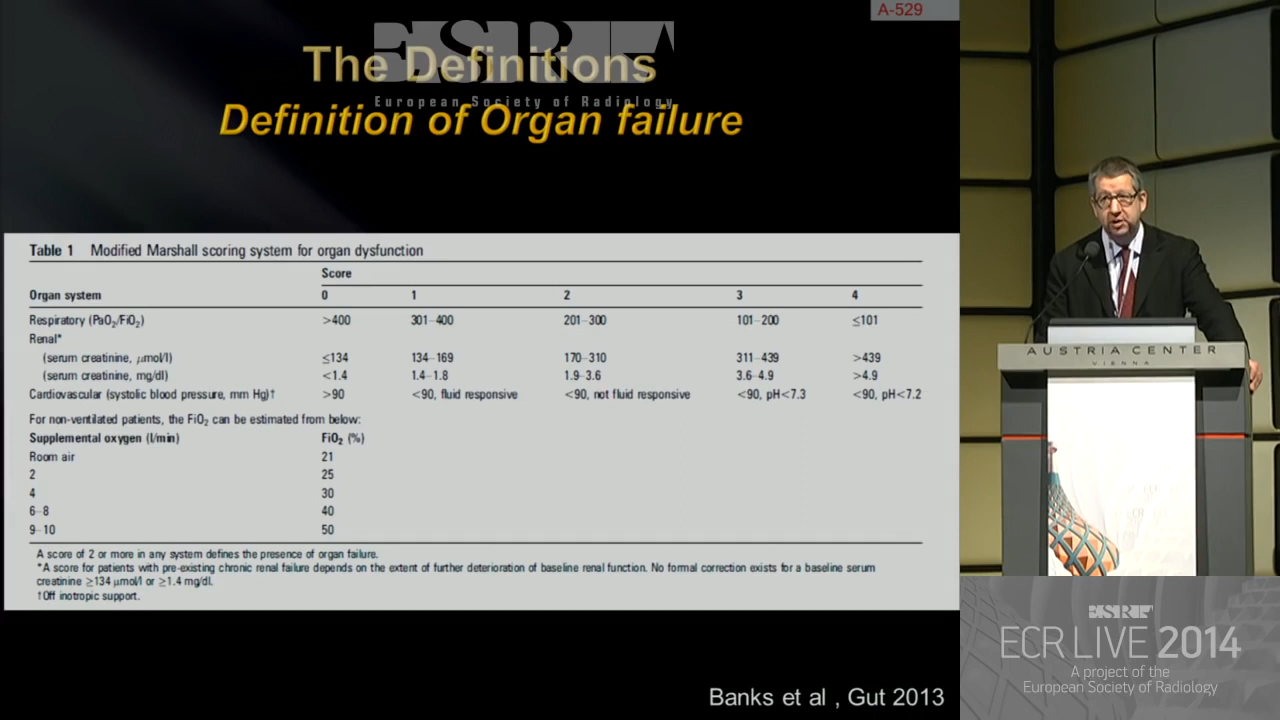 A-529
The Definitions
European Society of Radiology
Definition of Organ failure
Table 1 Modified Marshall scoring system for organ dysfunction
Score
Organ system 0 1 2 3 4
Respiratory (PaO₂/FiO₂) >400 301–400 201–300 101–200 ≤101
Renal*
(serum creatinine, μmol/l) ≤134 134–169 170–310 311–439 >439
(serum creatinine, mg/dl) <1.4 1.4–1.8 1.9–3.6 3.6–4.9 >4.9
Cardiovascular (systolic blood pressure, mm Hg)† >90 <90, fluid responsive <90, not fluid responsive <90, pH<7.3 <90, pH<7.2
For non-ventilated patients, the FiO₂ can be estimated from below:
Supplemental oxygen (l/min) FiO₂ (%)
Room air 21
2 25
4 30
6–8 40
9–10 50
A score of 2 or more in any system defines the presence of organ failure.
*A score for patients with pre-existing chronic renal failure depends on the extent of further deterioration of baseline renal function. No formal correction exists for a baseline serum
creatinine ≥134 μmol/l or ≥1.4 mg/dl.
†Off inotropic support.
Banks et al , Gut 2013
AUSTRIA CENTER
VIENNA
ECR LIVE 2014
A project of the
European Society of Radiology